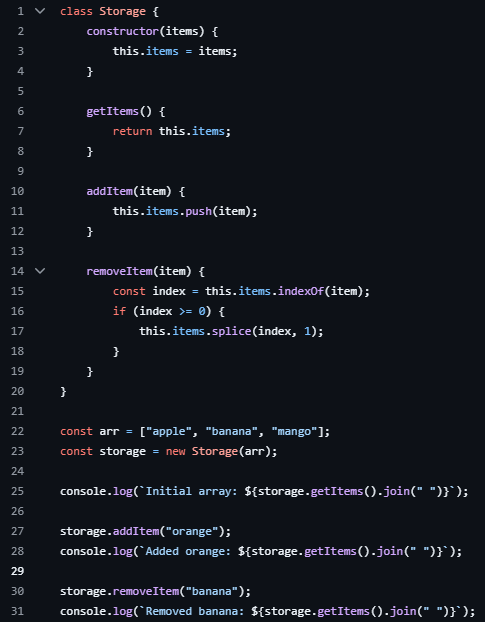 1 class Storage {
2     constructor(items) {
3         this.items = items;
4     }
5
6     getItems() {
7         return this.items;
8     }
9
10     addItem(item) {
11         this.items.push(item);
12     }
13
14     removeItem(item) {
15         const index = this.items.indexOf(item);
16         if (index >= 0) {
17             this.items.splice(index, 1);
18         }
19     }
20 }
21
22 const arr = ["apple", "banana", "mango"];
23 const storage = new Storage(arr);
24
25 console.log(`Initial array: ${storage.getItems().join(" ")}`);
26
27 storage.addItem("orange");
28 console.log(`Added orange: ${storage.getItems().join(" ")}`);
29
30 storage.removeItem("banana");
31 console.log(`Removed banana: ${storage.getItems().join(" ")}`);